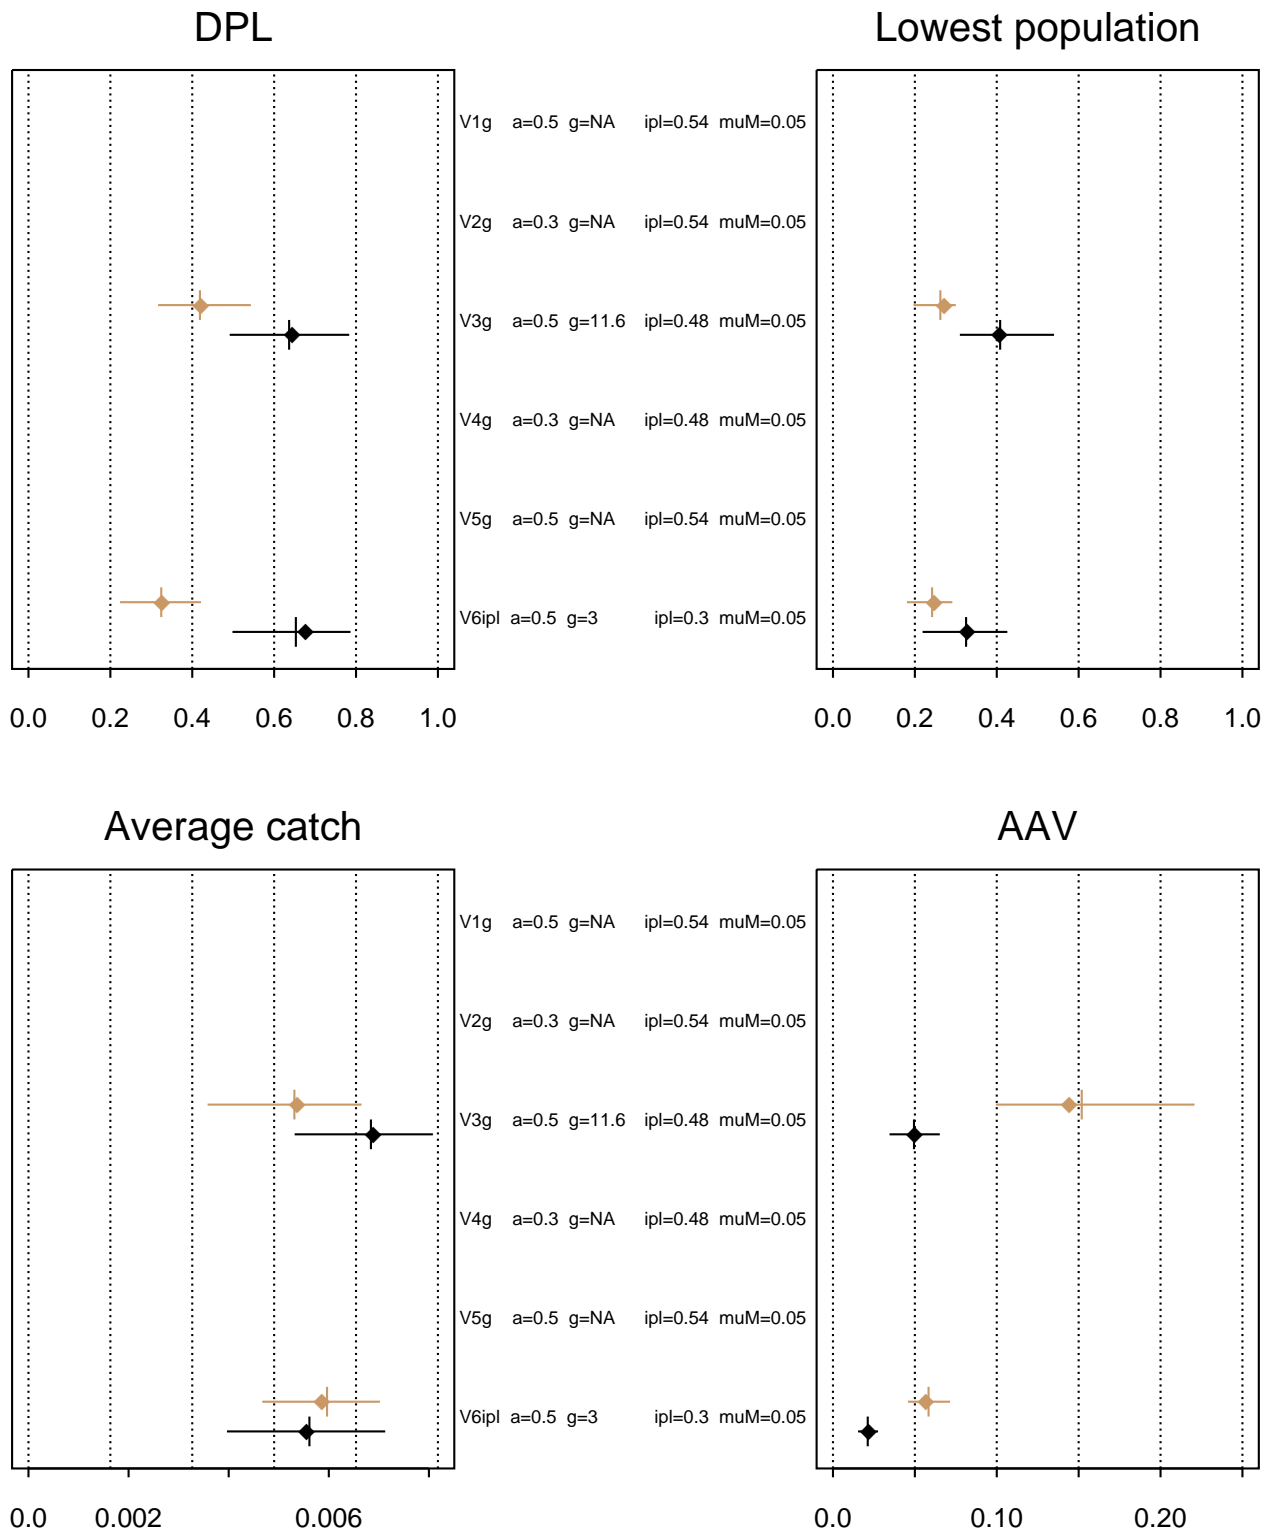 DPL
Lowest population
V1g a=0.5 g=NA ipl=0.54 muM=0.05
V2g a=0.3 g=NA ipl=0.54 muM=0.05
V3g a=0.5 g=11.6 ipl=0.48 muM=0.05
V4g a=0.3 g=NA ipl=0.48 muM=0.05
V5g a=0.5 g=NA ipl=0.54 muM=0.05
V6ipl a=0.5 g=3 ipl=0.3 muM=0.05
0.0 0.2 0.4 0.6 0.8 1.0
0.0 0.2 0.4 0.6 0.8 1.0
Average catch
AAV
V1g a=0.5 g=NA ipl=0.54 muM=0.05
V2g a=0.3 g=NA ipl=0.54 muM=0.05
V3g a=0.5 g=11.6 ipl=0.48 muM=0.05
V4g a=0.3 g=NA ipl=0.48 muM=0.05
V5g a=0.5 g=NA ipl=0.54 muM=0.05
V6ipl a=0.5 g=3 ipl=0.3 muM=0.05
0.0 0.002 0.006
0.0 0.10 0.20